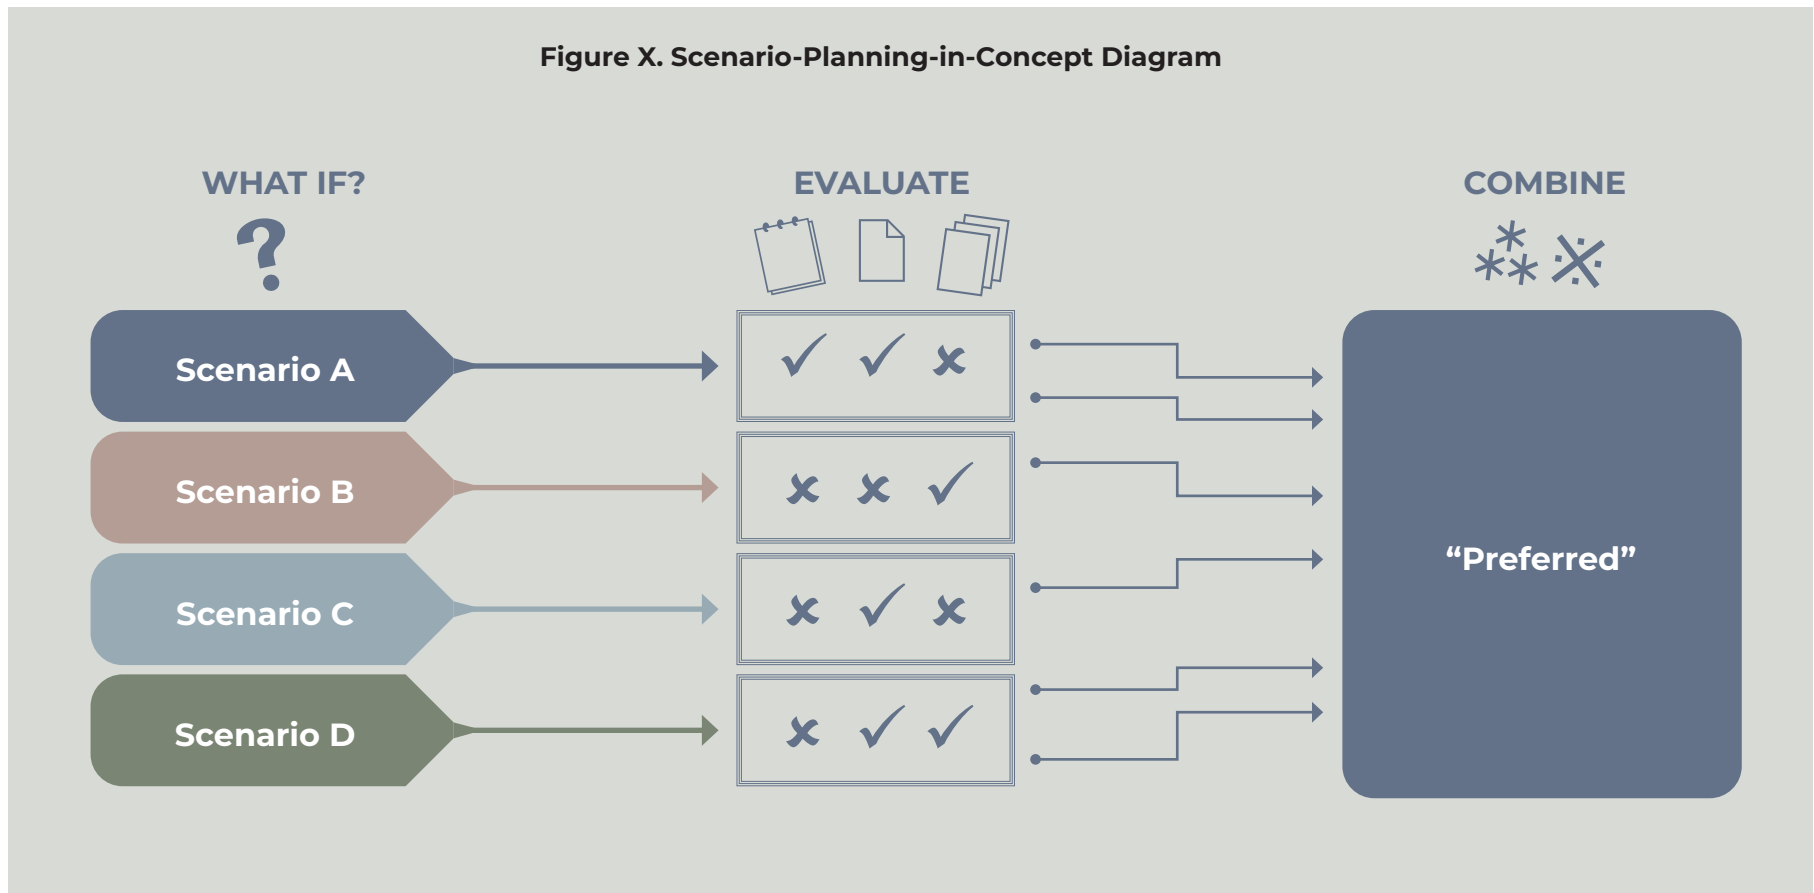 Figure X. Scenario-Planning-in-Concept Diagram
WHAT IF?
EVALUATE
COMBINE
?
Scenario A
Scenario B
Scenario C
Scenario D
“Preferred”